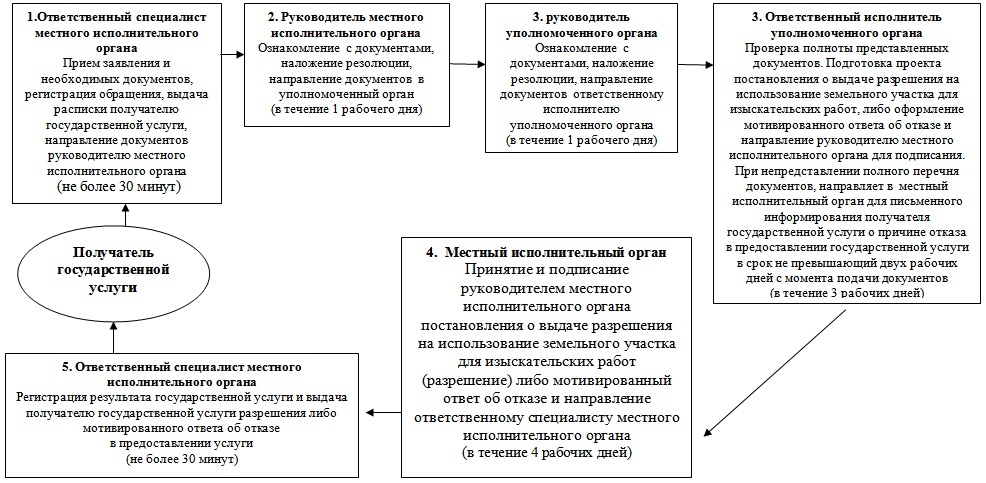 1.Ответственный специалист
местного исполнительного
органа
Прием заявления и
необходимых документов,
регистрация обращения, выдача
расписки получателю
государственной услуги,
направление документов
руководителю местного
исполнительного органа
(не более 30 минут)
2. Руководитель местного
исполнительного органа
Ознакомление с документами,
наложение резолюции,
направление документов в
уполномоченный орган
(в течение 1 рабочего дня)
3. руководитель
уполномоченного органа
Ознакомление с
документами, наложение
резолюции, направление
документов ответственному
исполнителю
уполномоченного органа
(в течение 1 рабочего дня)
3. Ответственный исполнитель
уполномоченного органа
Проверка полноты представленных
документов. Подготовка проекта
постановления о выдаче разрешения на
использование земельного участка для
изыскательских работ, либо оформление
мотивированного ответа об отказе и
направление руководителю местного
исполнительного органа для подписания.
При непредставлении полного перечня
документов, направляет в местный
исполнительный орган для письменного
информирования получателя
государственной услуги о причине отказа
в предоставлении государственной услуги
в срок не превышающий двух рабочих
дней с момента подачи документов
(в течение 3 рабочих дней)
Получатель
государственной
услуги
4. Местный исполнительный орган
Принятие и подписание
руководителем местного
исполнительного органа
постановления о выдаче разрешения
на использование земельного участка
для изыскательских работ
(разрешение) либо мотивированный
ответ об отказе и направление
ответственному специалисту местного
исполнительного органа
(в течение 4 рабочих дней)
5. Ответственный специалист местного
исполнительного органа
Регистрация результата государственной услуги и выдача
получателю государственной услуги разрешения либо
мотивированного ответа об отказе
в предоставлении услуги
(не более 30 минут)